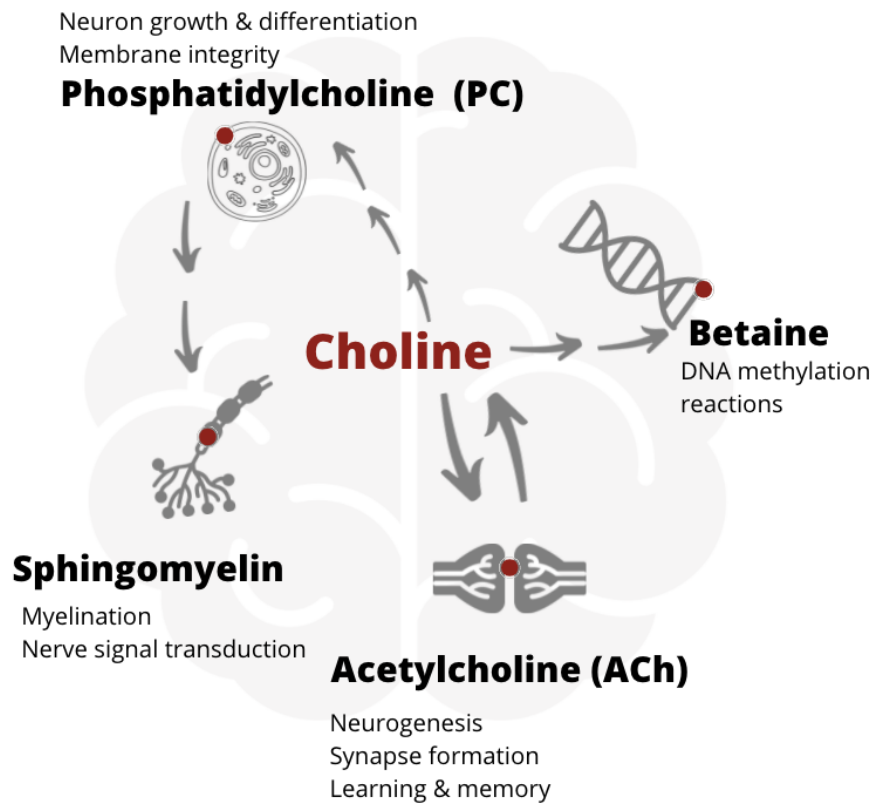 Neuron growth & differentiation
Membrane integrity
Phosphatidylcholine (PC)
Choline
Betaine
DNA methylation
reactions
Sphingomyelin
Myelination
Nerve signal transduction
Acetylcholine (ACh)
Neurogenesis
Synapse formation
Learning & memory